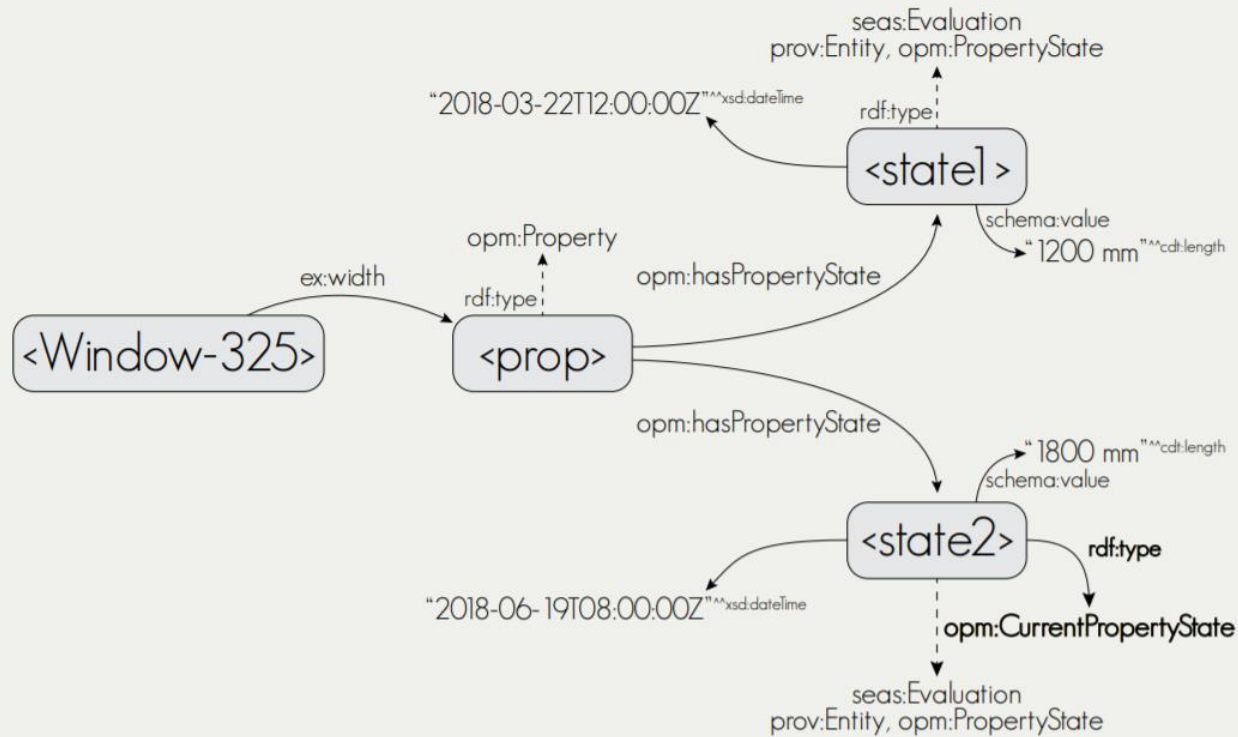 seas:Evaluation
prov:Entity, opm:PropertyState
“2018-03-22T12:00:00Z”^^xsd:dateTime
rdf:type
<state1>
schema:value
“1200 mm”^^cdt:length
opm:Property
opm:hasPropertyState
ex:width
rdf:type
<Window-325>
<prop>
opm:hasPropertyState
“1800 mm”^^cdt:length
schema:value
<state2>
rdf:type
“2018-06-19T08:00:00Z”^^xsd:dateTime
opm:CurrentPropertyState
seas:Evaluation
prov:Entity, opm:PropertyState